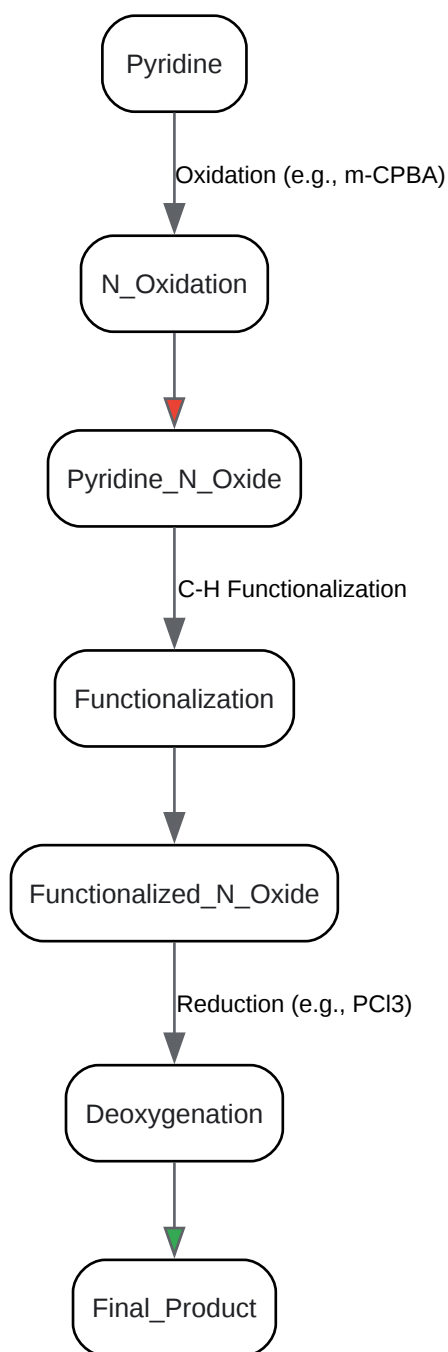 Pyridine
Oxidation (e.g., m-CPBA)
N_Oxidation
Pyridine_N_Oxide
C-H Functionalization
Functionalization
Functionalized_N_Oxide
Reduction (e.g., PCl3)
Deoxygenation
Final_Product